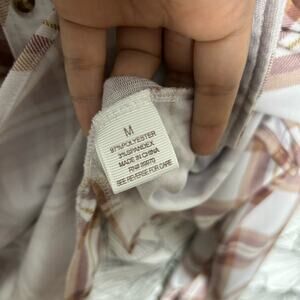 M
97%POLYESTER
3%SPANDEX
MADE IN CHINA
SEE REVERSE FOR CARE